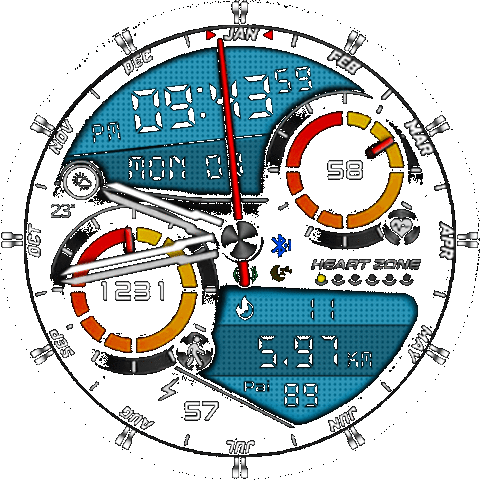 JAN
FEB
MAR
APR
MAY
JUN
JUL
AUG
SEP
OCT
NOV
DEC
09:43 59
PM
MON 08
58
23°
HEART ZONE
1231
11
5.97 KM
PAI 89
57